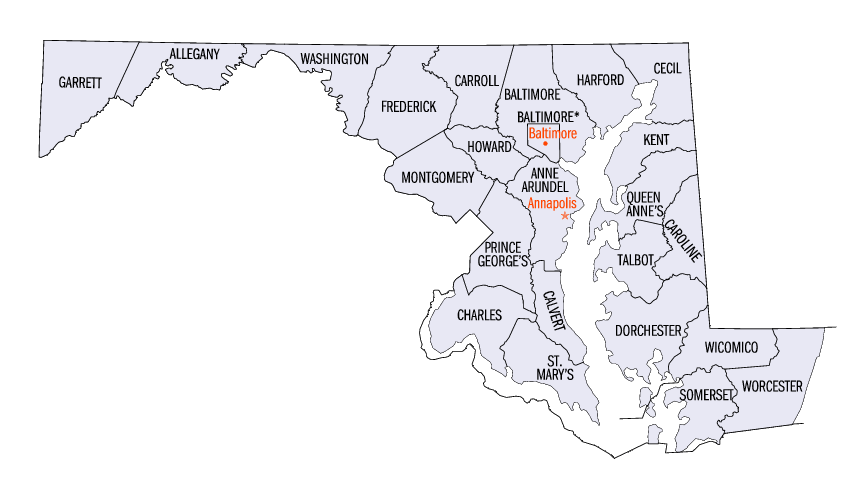 ALLEGANY
WASHINGTON
GARRETT
CARROLL
HARFORD
CECIL
FREDERICK
BALTIMORE
BALTIMORE*
Baltimore
HOWARD
KENT
MONTGOMERY
ANNE
ARUNDEL
Annapolis
*
QUEEN
ANNE'S
CAROLINE
PRINCE
GEORGE'S
TALBOT
CHARLES
CALVERT
DORCHESTER
WICOMICO
ST.
MARY'S
SOMERSET
WORCESTER